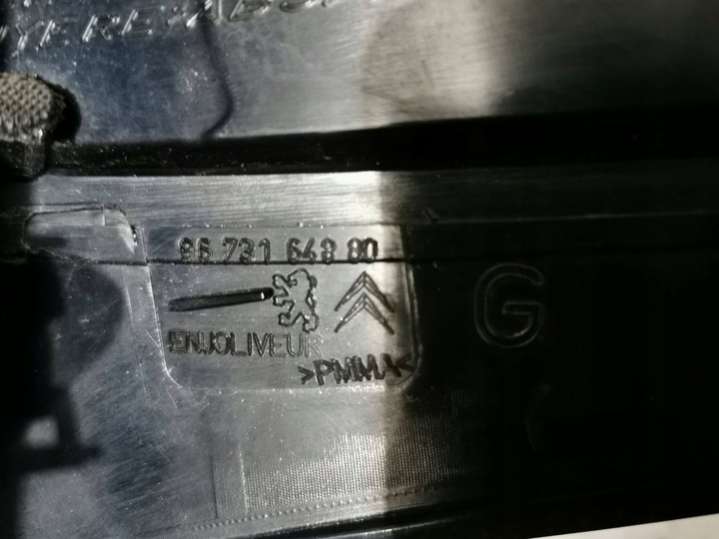 96 731 648 80
ENJOLIVEUR
>PMMA<
G